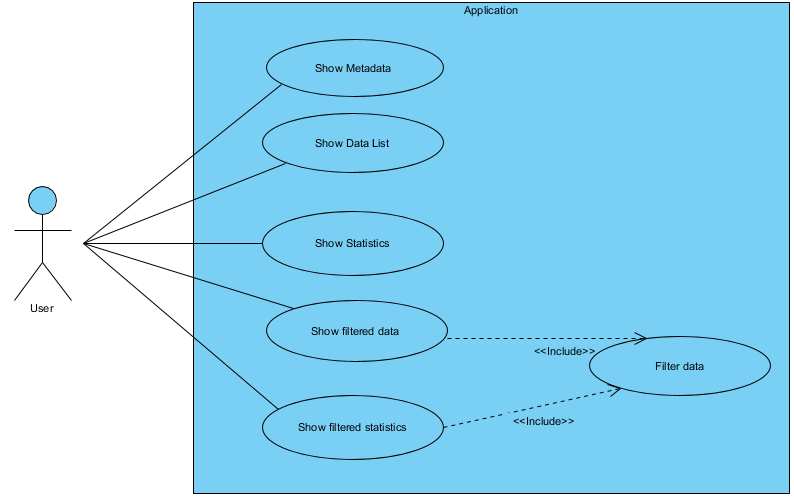 Application
Show Metadata
Show Data List
Show Statistics
User
Show filtered data
<<Include>>
Filter data
Show filtered statistics
<<Include>>